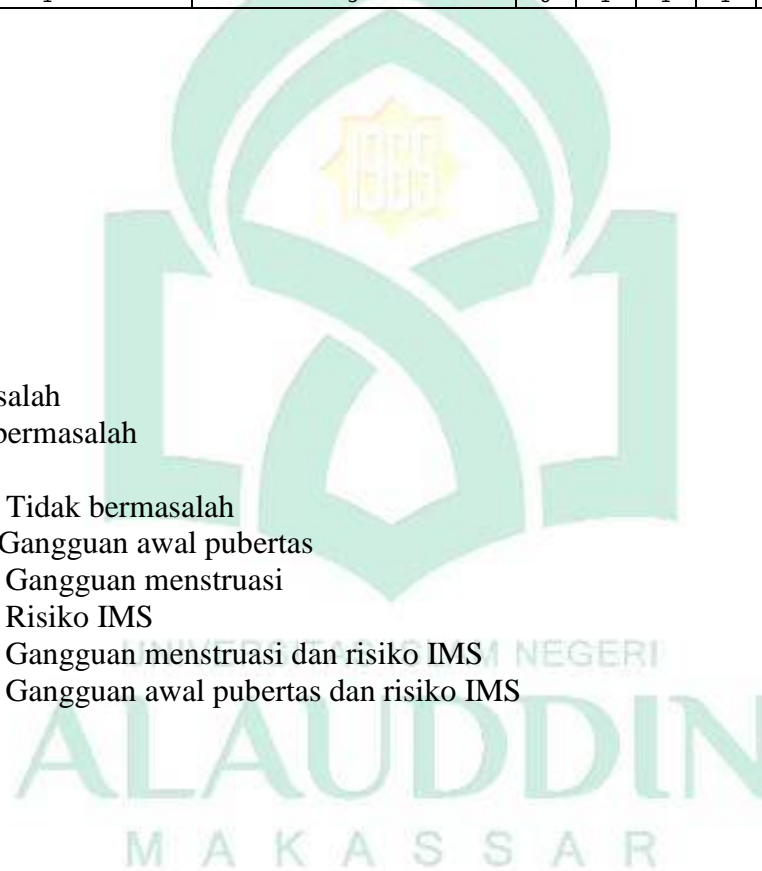 1965
salah
bermasalah
Tidak bermasalah
Gangguan awal pubertas
Gangguan menstruasi
Risiko IMS
Gangguan menstruasi dan risiko IMS
Gangguan awal pubertas dan risiko IMS
UNIVERSITAS ISLAM NEGERI
ALAUDDIN
MAKASSAR